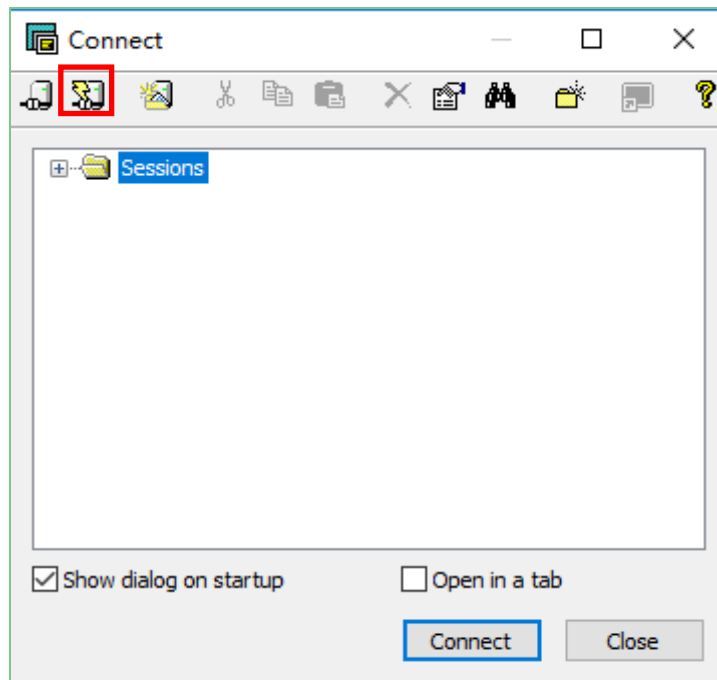 Connect
Sessions
Show dialog on startup
Open in a tab
Connect
Close